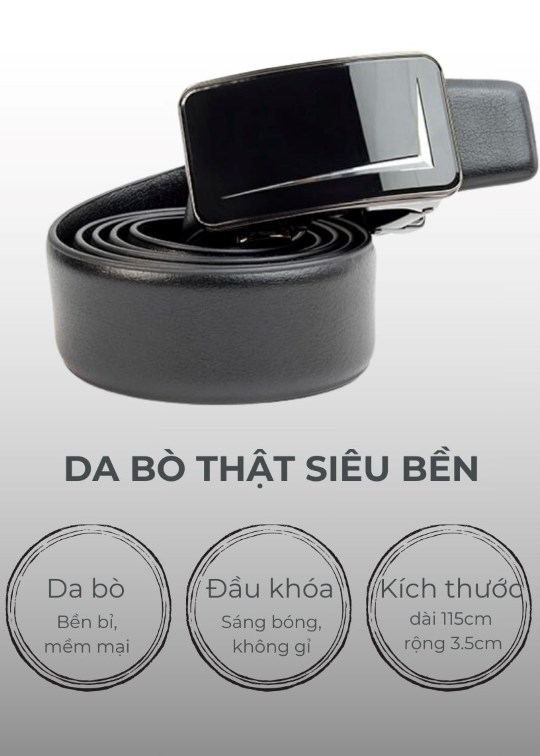 DA BÒ THẬT SIÊU BỀN
Da bò
Bền bỉ,
mềm mại
Đầu khóa
Sáng bóng,
không gỉ
Kích thước
dài 115cm
rộng 3.5cm